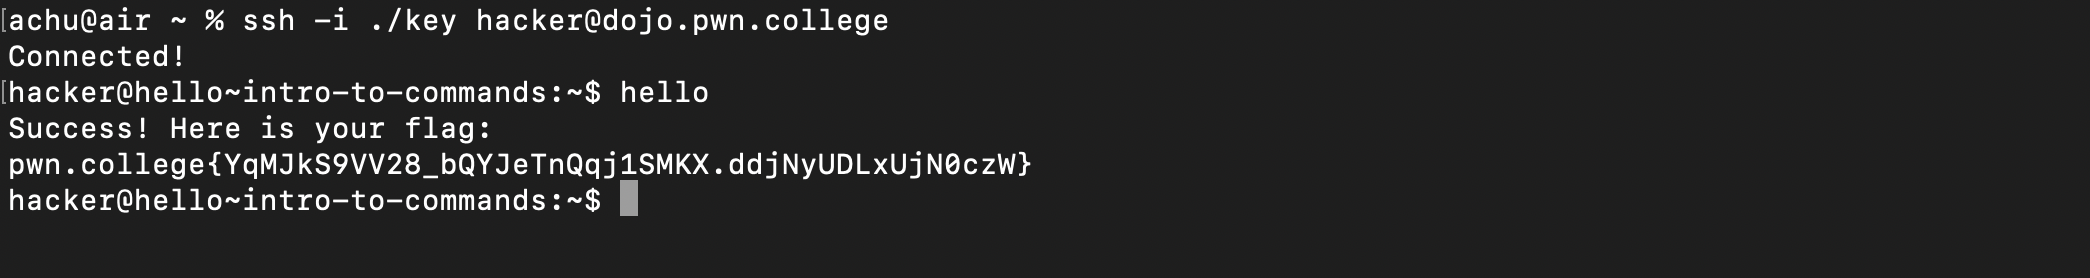 [achu@air ~ % ssh -i ./key hacker@dojo.pwn.college
Connected!
[hacker@hello~intro-to-commands:~$ hello
Success! Here is your flag:
pwn.college{YqMJkS9VV28_bQYJeTnQqj1SMKX.ddjNyUDLxUjN0czW}
hacker@hello~intro-to-commands:~$